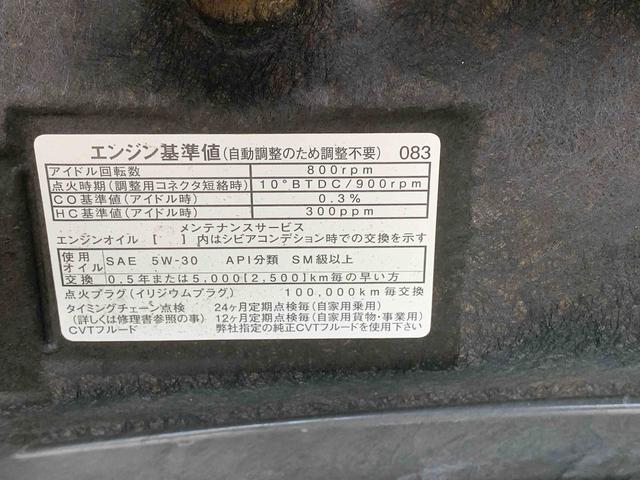 エンジン基準値(自動調整のため調整不要) 083
アイドル回転数 800rpm
点火時期(調整用コネクタ短絡時) 10°BTDC/900rpm
CO基準値(アイドル時) 0.3%
HC基準値(アイドル時) 300ppm
メンテナンスサービス
エンジンオイル [ ] 内はシビアコンデション時での交換を示す
使用オイル SAE 5W-30 API分類 SM級以上
交換 0.5年または5.000[2,500]km毎の早い方
点火プラグ(イリジウムプラグ) 100,000km毎交換
タイミングチェーン点検 24ヶ月定期点検毎(自家用乗用)
(詳しくは修理書参照の事) 12ヶ月定期点検毎(自家用貨物・事業用)
CVTフルード 弊社指定の純正CVTフルードを使用下さい